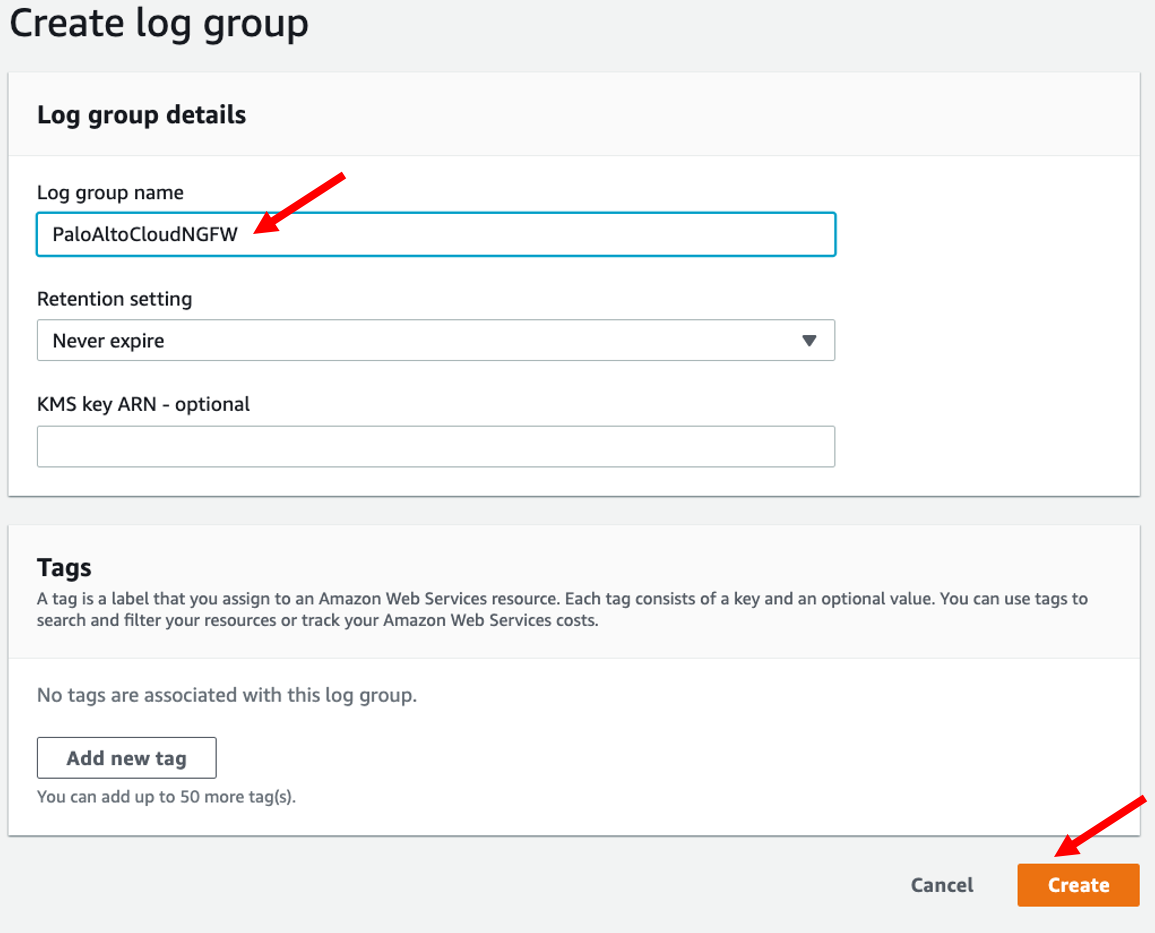 Create log group
Log group details
Log group name
PaloAltoCloudNGFW
Retention setting
Never expire
KMS key ARN - optional
Tags
A tag is a label that you assign to an Amazon Web Services resource. Each tag consists of a key and an optional value. You can use tags to
search and filter your resources or track your Amazon Web Services costs.
No tags are associated with this log group.
Add new tag
You can add up to 50 more tag(s).
Cancel
Create